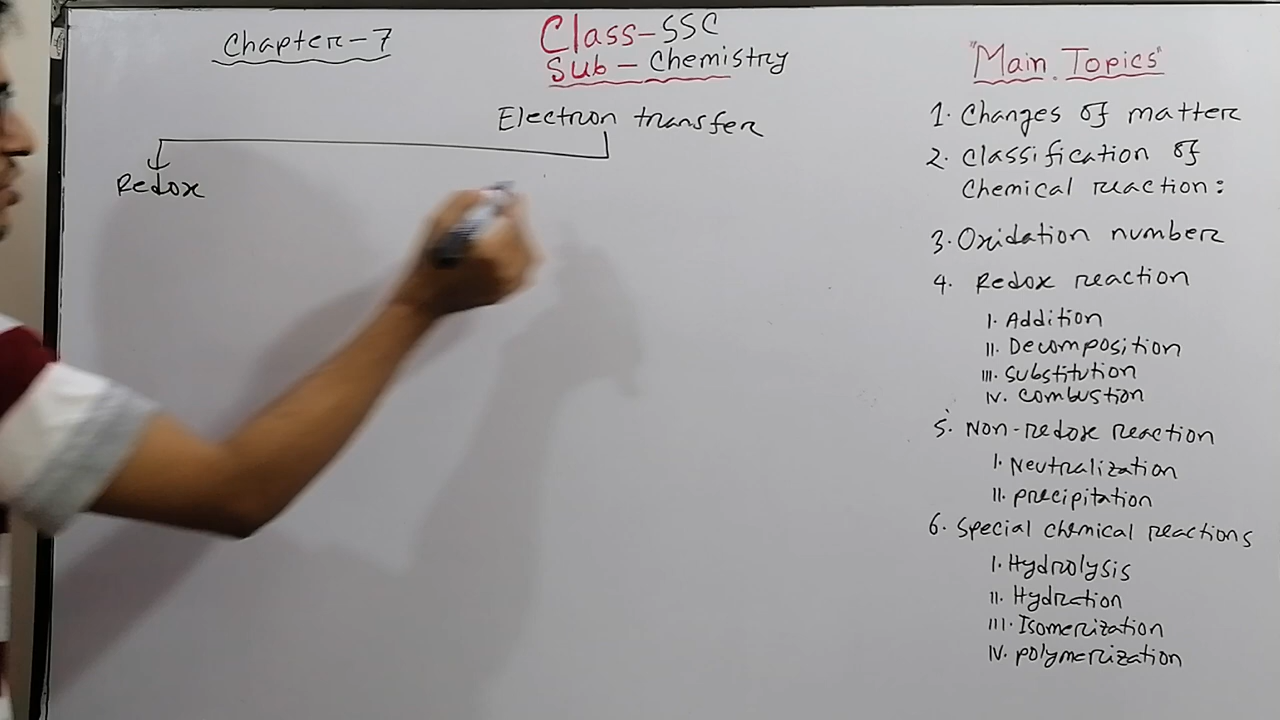 Chapter-7
Class-SSC
Sub-Chemistry
Electron transfer
Redox
"Main Topics"
1. Changes of matter
2. Classification of
Chemical reaction:
3. Oxidation number
4. Redox reaction
I. Addition
II. Decomposition
III. Substitution
IV. Combustion
5. Non-redox reaction
I. Neutralization
II. precipitation
6. Special chemical reactions
I. Hydrolysis
II. Hydration
III. Isomerization
IV. polymerization